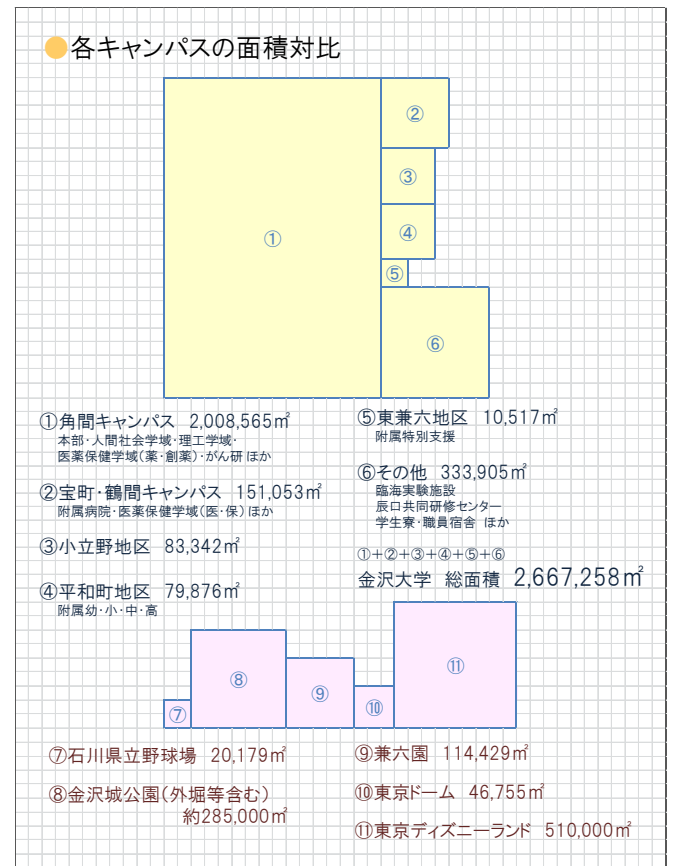 ●各キャンパスの面積対比
①
②
③
④
⑤
⑥
①角間キャンパス 2,008,565㎡
本部・人間社会学域・理工学域・
医薬保健学域(薬・創薬)・がん研 ほか
②宝町・鶴間キャンパス 151,053㎡
附属病院・医薬保健学域(医・保) ほか
③小立野地区 83,342㎡
④平和町地区 79,876㎡
附属幼・小・中・高
⑤東兼六地区 10,517㎡
附属特別支援
⑥その他 333,905㎡
臨海実験施設
辰口共同研修センター
学生寮・職員宿舎 ほか
①+②+③+④+⑤+⑥
金沢大学 総面積 2,667,258㎡
⑦
⑧
⑨
⑩
⑪
⑦石川県立野球場 20,179㎡
⑧金沢城公園(外堀等含む)
約285,000㎡
⑨兼六園 114,429㎡
⑩東京ドーム 46,755㎡
⑪東京ディズニーランド 510,000㎡